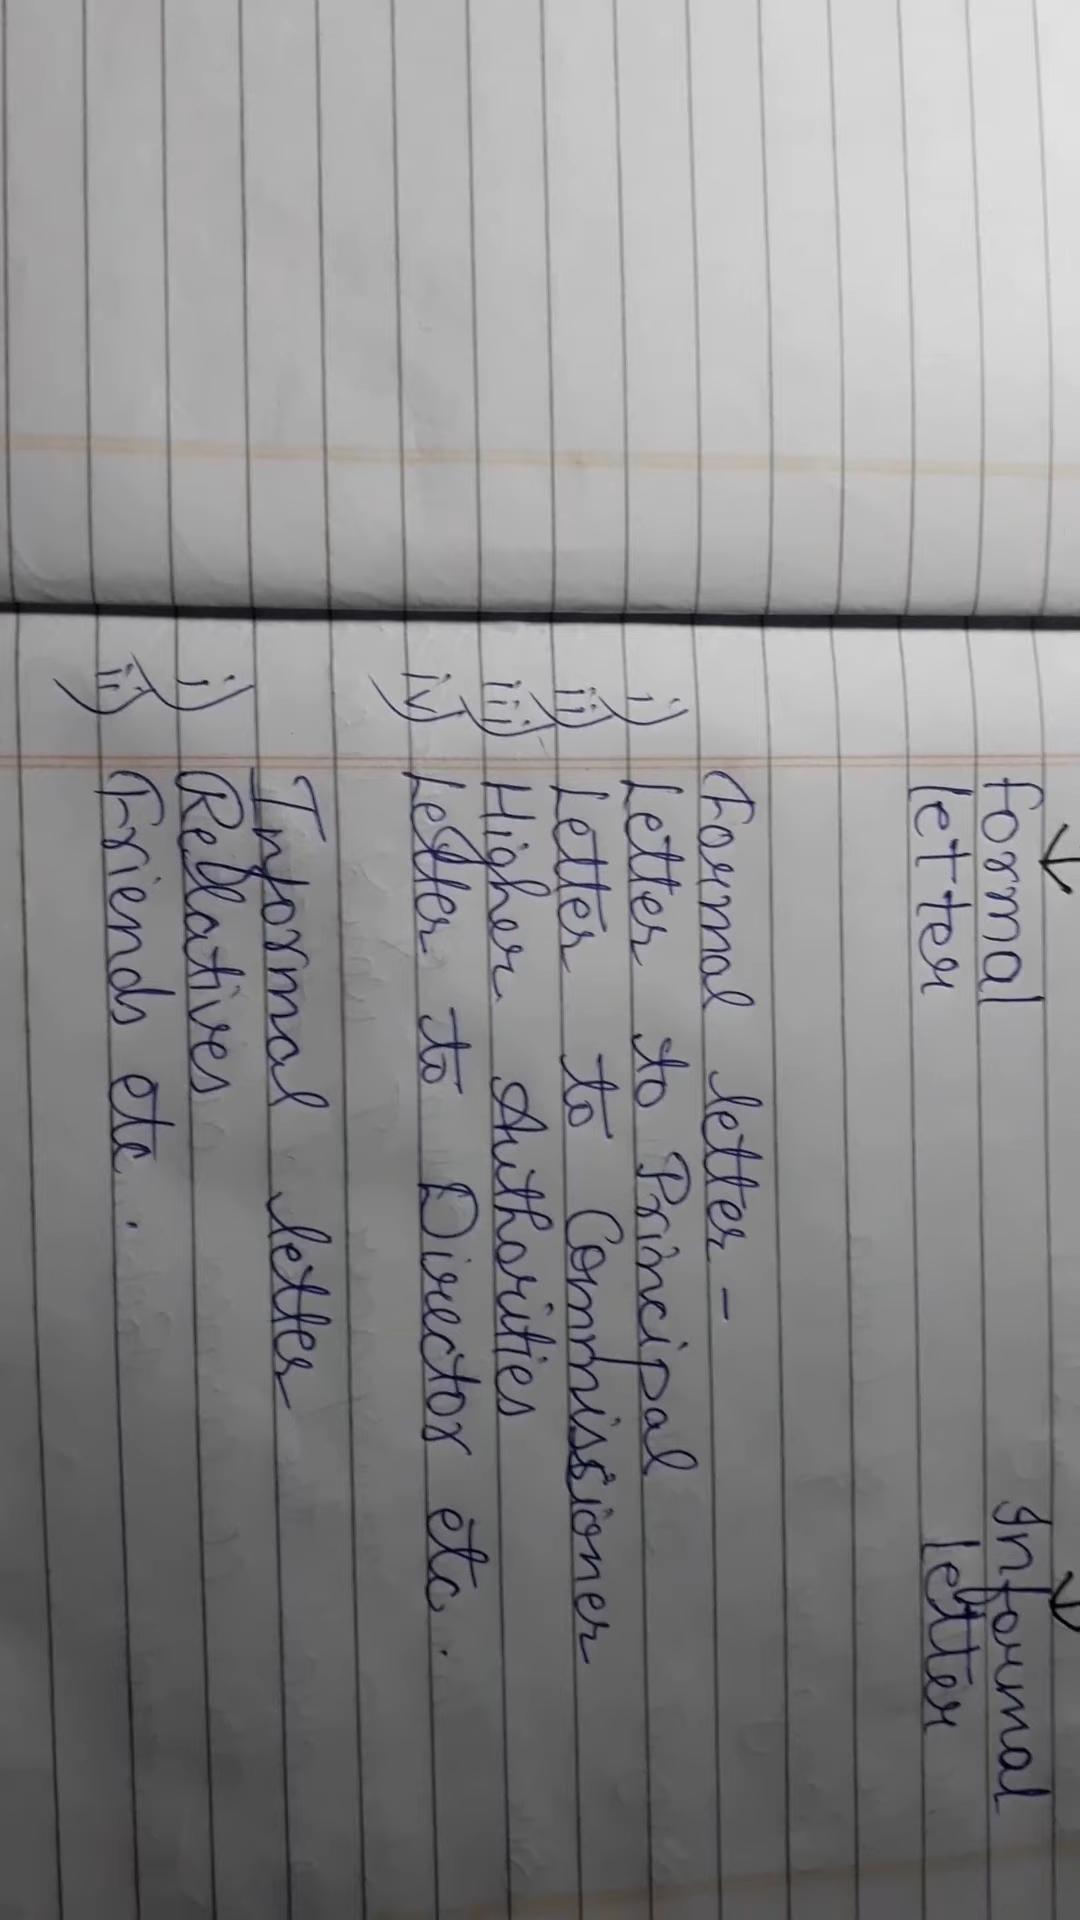 Formal Informal
letter letter
Formal letter -
i) Letter to Principal
ii) Letter to Commissioner
iii) Higher Authorities
iv) Letter to Director etc.
Informal letter
i) Rellatives
ii) Friends etc.